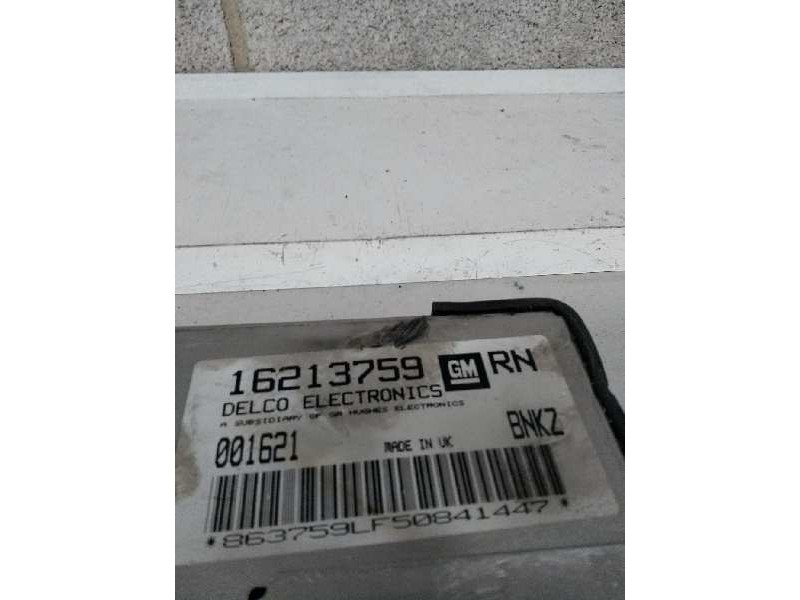 16213759 GM RN
DELCO ELECTRONICS
A SUBSIDIARY OF GM HUGHES ELECTRONICS
001621 MADE IN UK BNKZ
*863759LF50841447*